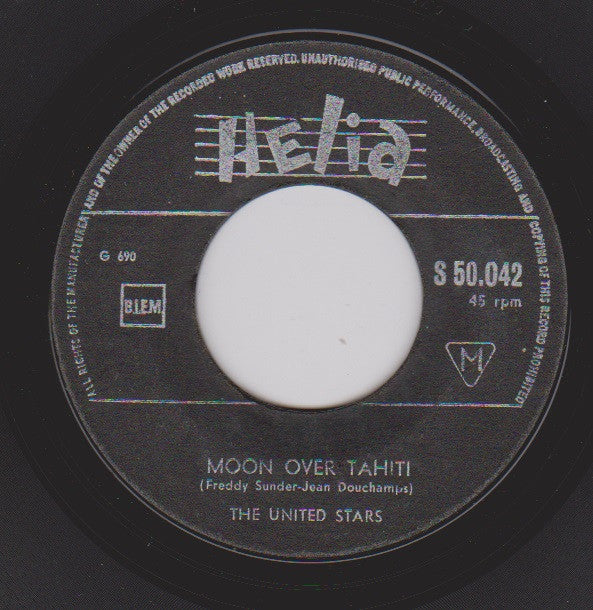 ALL RIGHTS OF THE MANUFACTURER AND OF THE OWNER OF THE RECORDED WORK RESERVED. UNAUTHORISED PUBLIC PERFORMANCE, BROADCASTING AND COPYING OF THIS RECORD PROHIBITED
Helia
G 690
S 50.042
45 rpm
B.I.E.M.
M
MOON OVER TAHITI
(Freddy Sunder-Jean Douchamps)
THE UNITED STARS